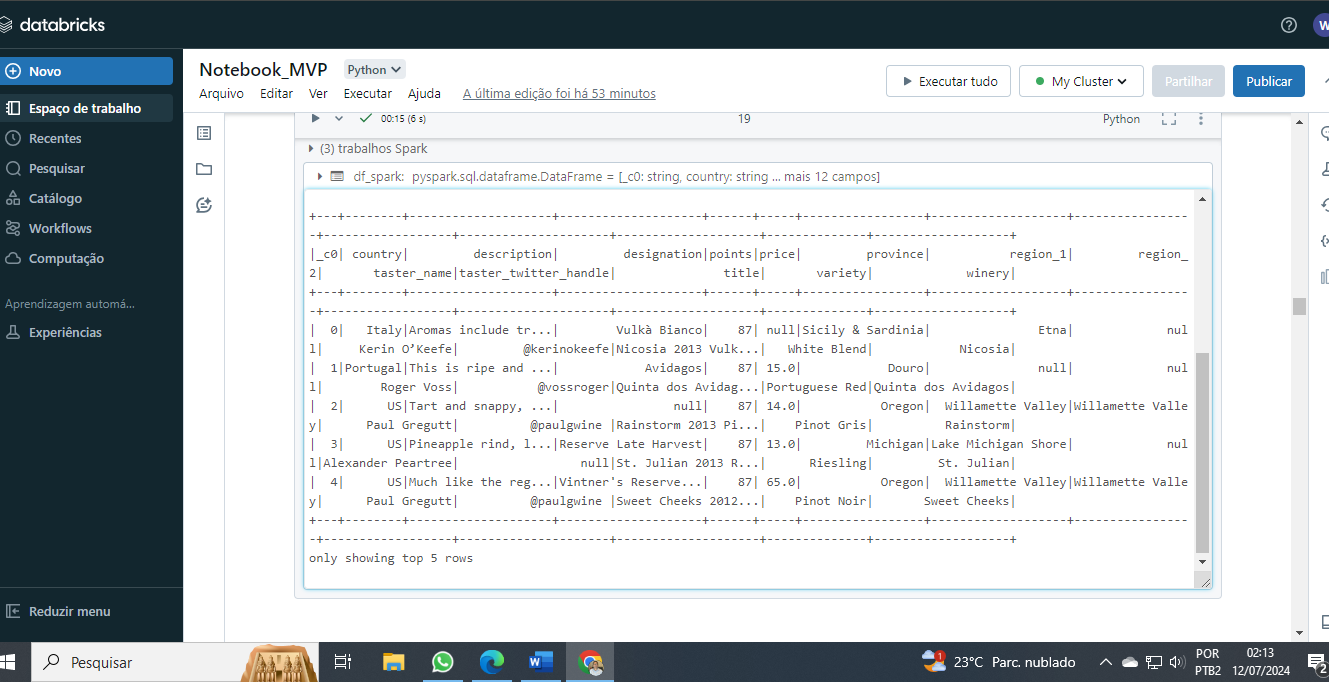 databricks
W
Novo
Espaço de trabalho
Recentes
Pesquisar
Catálogo
Workflows
Computação
Aprendizagem automá...
Experiências
Reduzir menu
Notebook_MVP Python
Arquivo Editar Ver Executar Ajuda A última edição foi há 53 minutos
Executar tudo My Cluster Partilhar Publicar
00:15 (6 s) 19 Python
(3) trabalhos Spark
df_spark: pyspark.sql.dataframe.DataFrame = [_c0: string, country: string ... mais 12 campos]
+---+--------+--------------------+--------------------+------+-----+-----------------+-------------------+----------------
-+------------------+-------------------+--------------------+--------------+-------------------+
|_c0| country|         description|         designation|points|price|         province|           region_1|         region_
2|       taster_name|taster_twitter_handle|               title|       variety|             winery|
+---+--------+--------------------+--------------------+------+-----+-----------------+-------------------+----------------
-+------------------+-------------------+--------------------+--------------+-------------------+
|  0|   Italy|Aromas include tr...|        Vulkà Bianco|    87| null|Sicily & Sardinia|               Etna|             nul
l|     Kerin O’Keefe|         @kerinokeefe|Nicosia 2013 Vulk...|   White Blend|            Nicosia|
|  1|Portugal|This is ripe and ...|            Avidagos|    87| 15.0|            Douro|               null|             nul
l|        Roger Voss|           @vossroger|Quinta dos Avidag...|Portuguese Red|Quinta dos Avidagos|
|  2|      US|Tart and snappy, ...|                null|    87| 14.0|           Oregon|  Willamette Valley|Willamette Valle
y|      Paul Gregutt|          @paulgwine |Rainstorm 2013 Pi...|    Pinot Gris|          Rainstorm|
|  3|      US|Pineapple rind, l...|Reserve Late Harvest|    87| 13.0|         Michigan|Lake Michigan Shore|             nul
l|Alexander Peartree|                 null|St. Julian 2013 R...|      Riesling|         St. Julian|
|  4|      US|Much like the reg...|Vintner's Reserve...|    87| 65.0|           Oregon|  Willamette Valley|Willamette Valle
y|      Paul Gregutt|          @paulgwine |Sweet Cheeks 2012...|    Pinot Noir|       Sweet Cheeks|
+---+--------+--------------------+--------------------+------+-----+-----------------+-------------------+----------------
-+------------------+-------------------+--------------------+--------------+-------------------+
only showing top 5 rows
Pesquisar
1
23°C Parc. nublado
POR
PTB2
02:13
12/07/2024
2